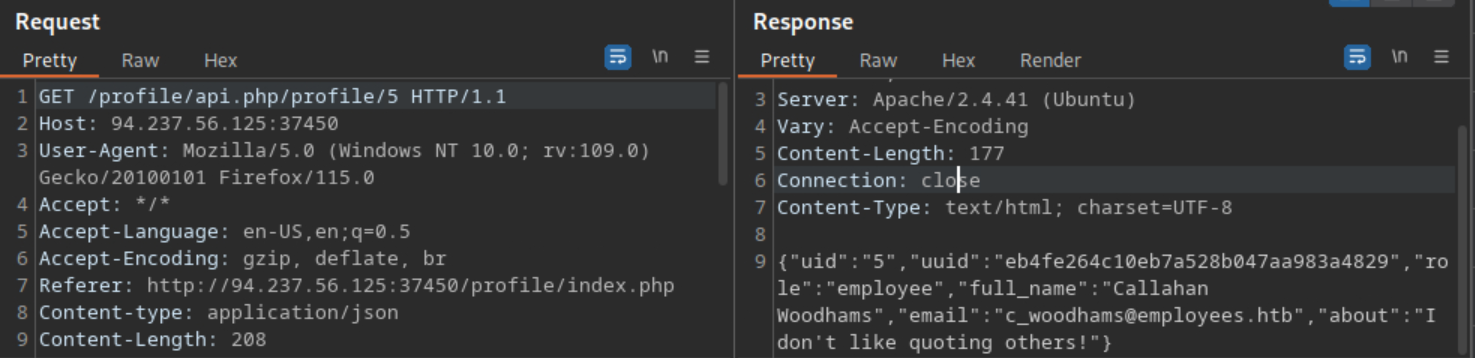 Request
Pretty Raw Hex \n
1 GET /profile/api.php/profile/5 HTTP/1.1
2 Host: 94.237.56.125:37450
3 User-Agent: Mozilla/5.0 (Windows NT 10.0; rv:109.0)
Gecko/20100101 Firefox/115.0
4 Accept: */*
5 Accept-Language: en-US,en;q=0.5
6 Accept-Encoding: gzip, deflate, br
7 Referer: http://94.237.56.125:37450/profile/index.php
8 Content-type: application/json
9 Content-Length: 208
Response
Pretty Raw Hex Render \n
3 Server: Apache/2.4.41 (Ubuntu)
4 Vary: Accept-Encoding
5 Content-Length: 177
6 Connection: close
7 Content-Type: text/html; charset=UTF-8
8
9 {"uid":"5","uuid":"eb4fe264c10eb7a528b047aa983a4829","ro
le":"employee","full_name":"Callahan
Woodhams","email":"c_woodhams@employees.htb","about":"I
don't like quoting others!"}